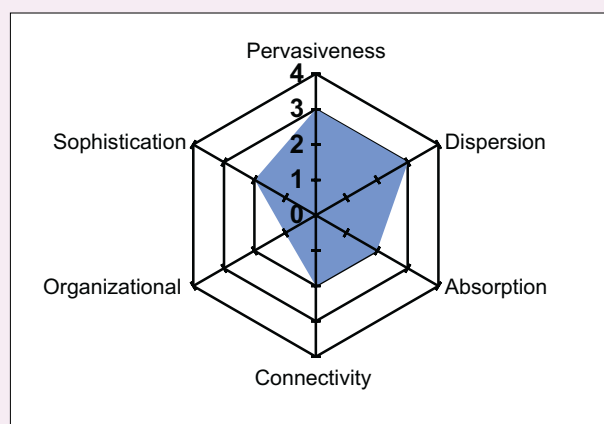 Pervasiveness
4
3
Sophistication
Dispersion
2
1
0
Organizational
Absorption
Connectivity